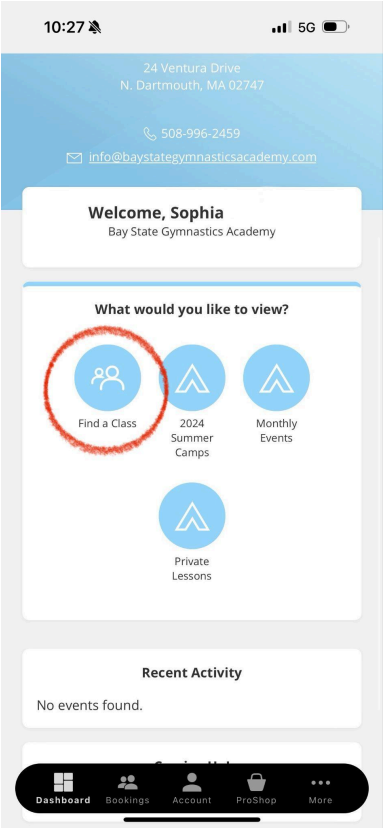 10:27
5G
24 Ventura Drive
N. Dartmouth, MA 02747
508-996-2459
info@baystategymnasticsacademy.com
Welcome, Sophia
Bay State Gymnastics Academy
What would you like to view?
Find a Class
2024
Summer
Camps
Monthly
Events
Private
Lessons
Recent Activity
No events found.
Dashboard Bookings Account ProShop More